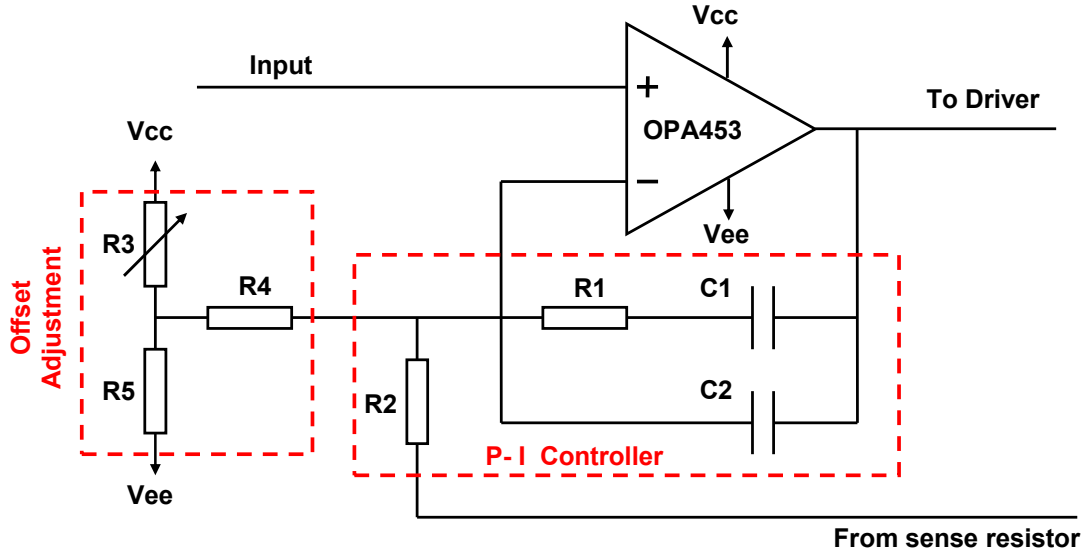 Vcc
Input
+
OPA453
To Driver
Vcc
−
Vee
R3
R4
R1
C1
Offset
Adjustment
R5
R2
C2
P- I Controller
Vee
From sense resistor